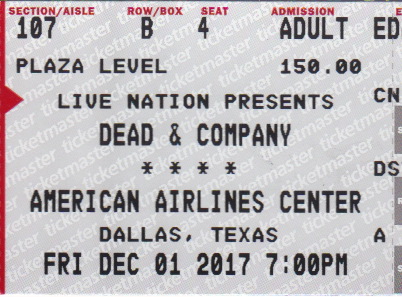 SECTION/AISLE ROW/BOX SEAT ADMISSION
107 B 4 ADULT ED
PLAZA LEVEL 150.00
LIVE NATION PRESENTS CN
DEAD & COMPANY
* * * * DS
AMERICAN AIRLINES CENTER
DALLAS, TEXAS A
FRI DEC 01 2017 7:00PM